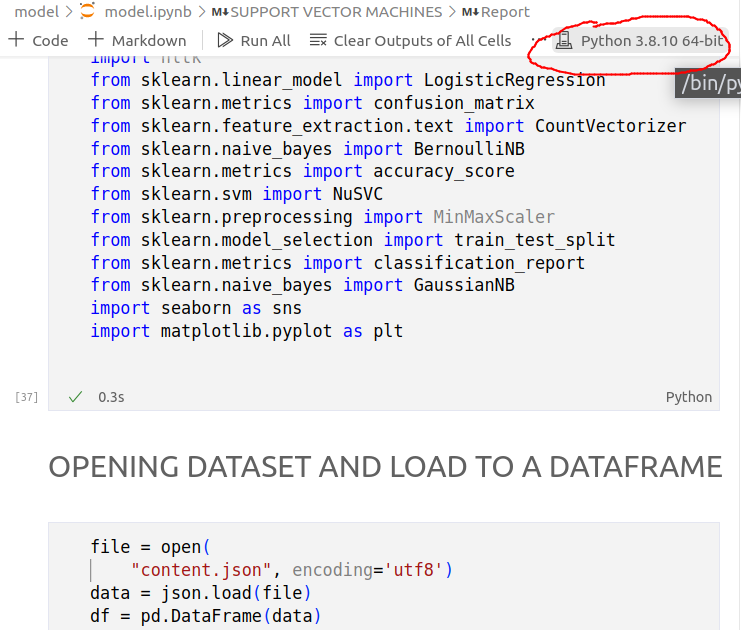 model > model.ipynb > M↓SUPPORT VECTOR MACHINES > M↓Report
+ Code + Markdown Run All Clear Outputs of All Cells ··· Python 3.8.10 64-bit
import nltk
/bin/py
from sklearn.linear_model import LogisticRegression
from sklearn.metrics import confusion_matrix
from sklearn.feature_extraction.text import CountVectorizer
from sklearn.naive_bayes import BernoulliNB
from sklearn.metrics import accuracy_score
from sklearn.svm import NuSVC
from sklearn.preprocessing import MinMaxScaler
from sklearn.model_selection import train_test_split
from sklearn.metrics import classification_report
from sklearn.naive_bayes import GaussianNB
import seaborn as sns
import matplotlib.pyplot as plt
[37] ✓ 0.3s Python
OPENING DATASET AND LOAD TO A DATAFRAME
file = open(
"content.json", encoding='utf8')
data = json.load(file)
df = pd.DataFrame(data)